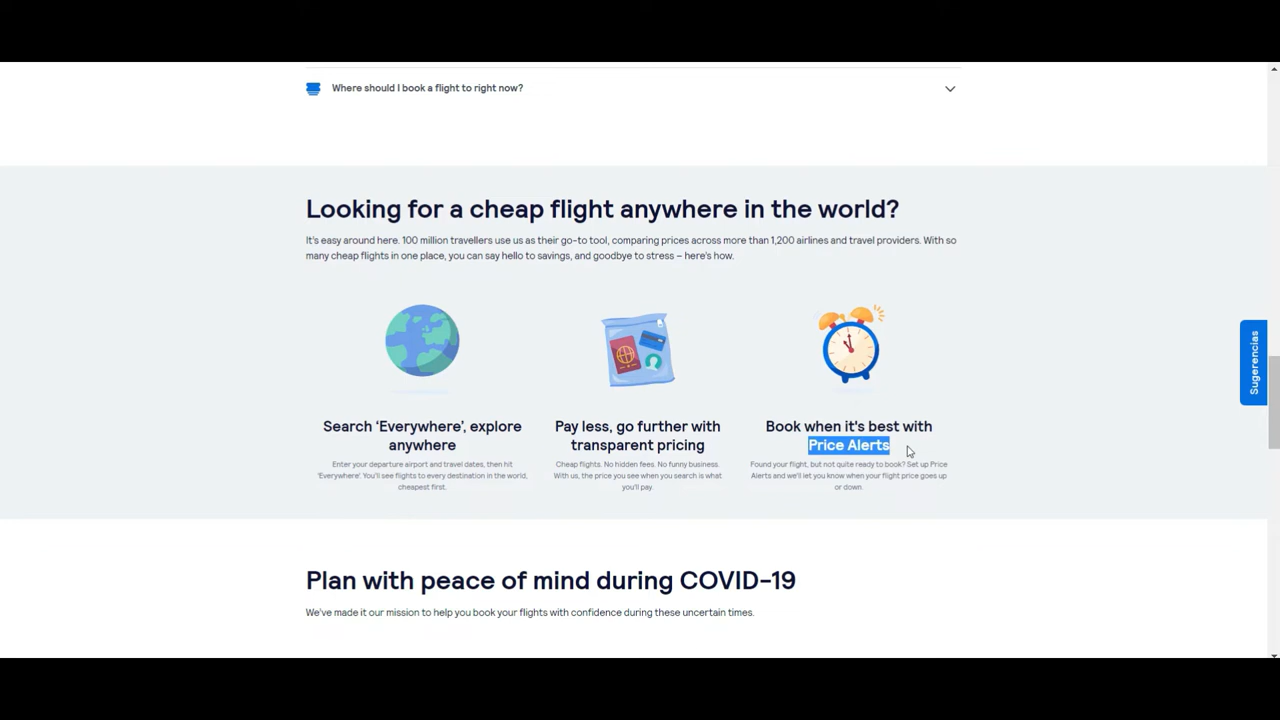 Where should I book a flight to right now?
Looking for a cheap flight anywhere in the world?
It's easy around here. 100 million travellers use us as their go-to tool, comparing prices across more than 1,200 airlines and travel providers. With so
many cheap flights in one place, you can say hello to savings, and goodbye to stress – here's how.
Search ‘Everywhere’, explore
anywhere
Enter your departure airport and travel dates, then hit
‘Everywhere’. You'll see flights to every destination in the world,
cheapest first.
Pay less, go further with
transparent pricing
Cheap flights. No hidden fees. No funny business.
With us, the price you see when you search is what
you'll pay.
Book when it's best with
Price Alerts
Found your flight, but not quite ready to book? Set up Price
Alerts and we'll let you know when your flight price goes up
or down.
Sugerencias
Plan with peace of mind during COVID-19
We've made it our mission to help you book your flights with confidence during these uncertain times.